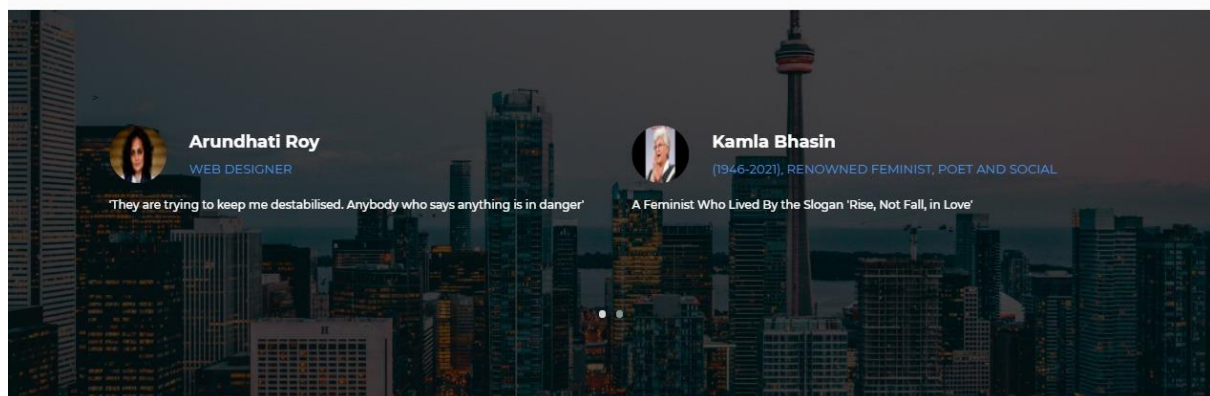 Arundhati Roy
WEB DESIGNER
'They are trying to keep me destabilised. Anybody who says anything is in danger'
Kamla Bhasin
(1946-2021), RENOWNED FEMINIST, POET AND SOCIAL
A Feminist Who Lived By the Slogan 'Rise, Not Fall, in Love'